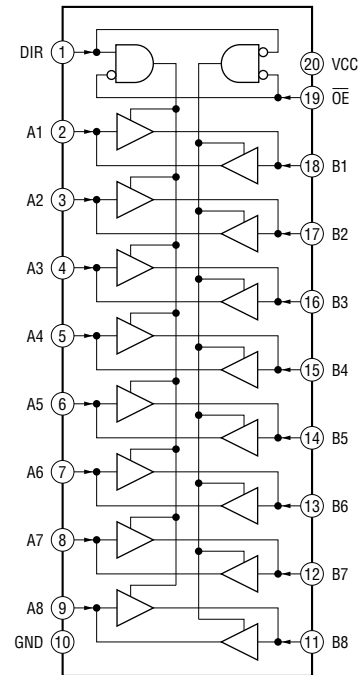 DIR 1
20 VCC
19 OE
A1 2
18 B1
A2 3
17 B2
A3 4
16 B3
A4 5
15 B4
A5 6
14 B5
A6 7
13 B6
A7 8
12 B7
A8 9
GND 10
11 B8